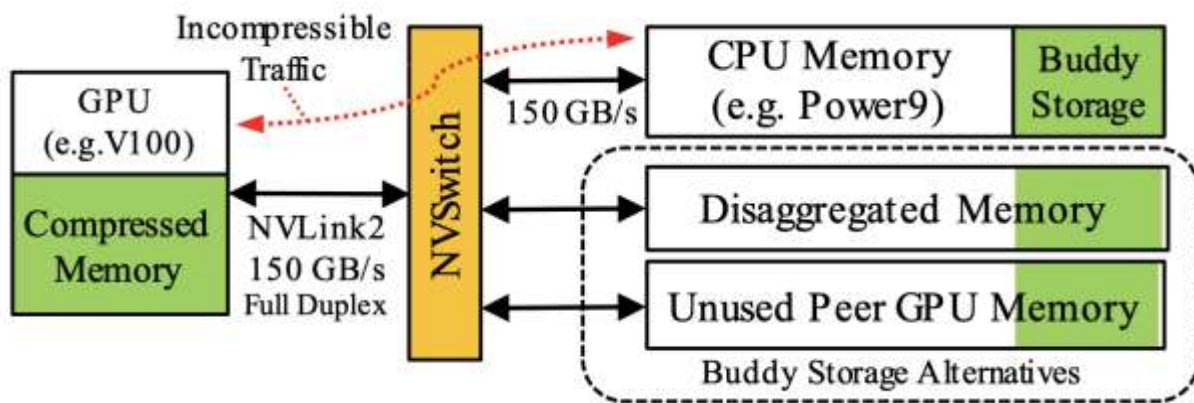 Incompressible
Traffic
GPU
(e.g.V100)
Compressed
Memory
NVLink2
150 GB/s
Full Duplex
NVSwitch
150 GB/s
CPU Memory
(e.g. Power9)
Buddy
Storage
Disaggregated Memory
Unused Peer GPU Memory
Buddy Storage Alternatives